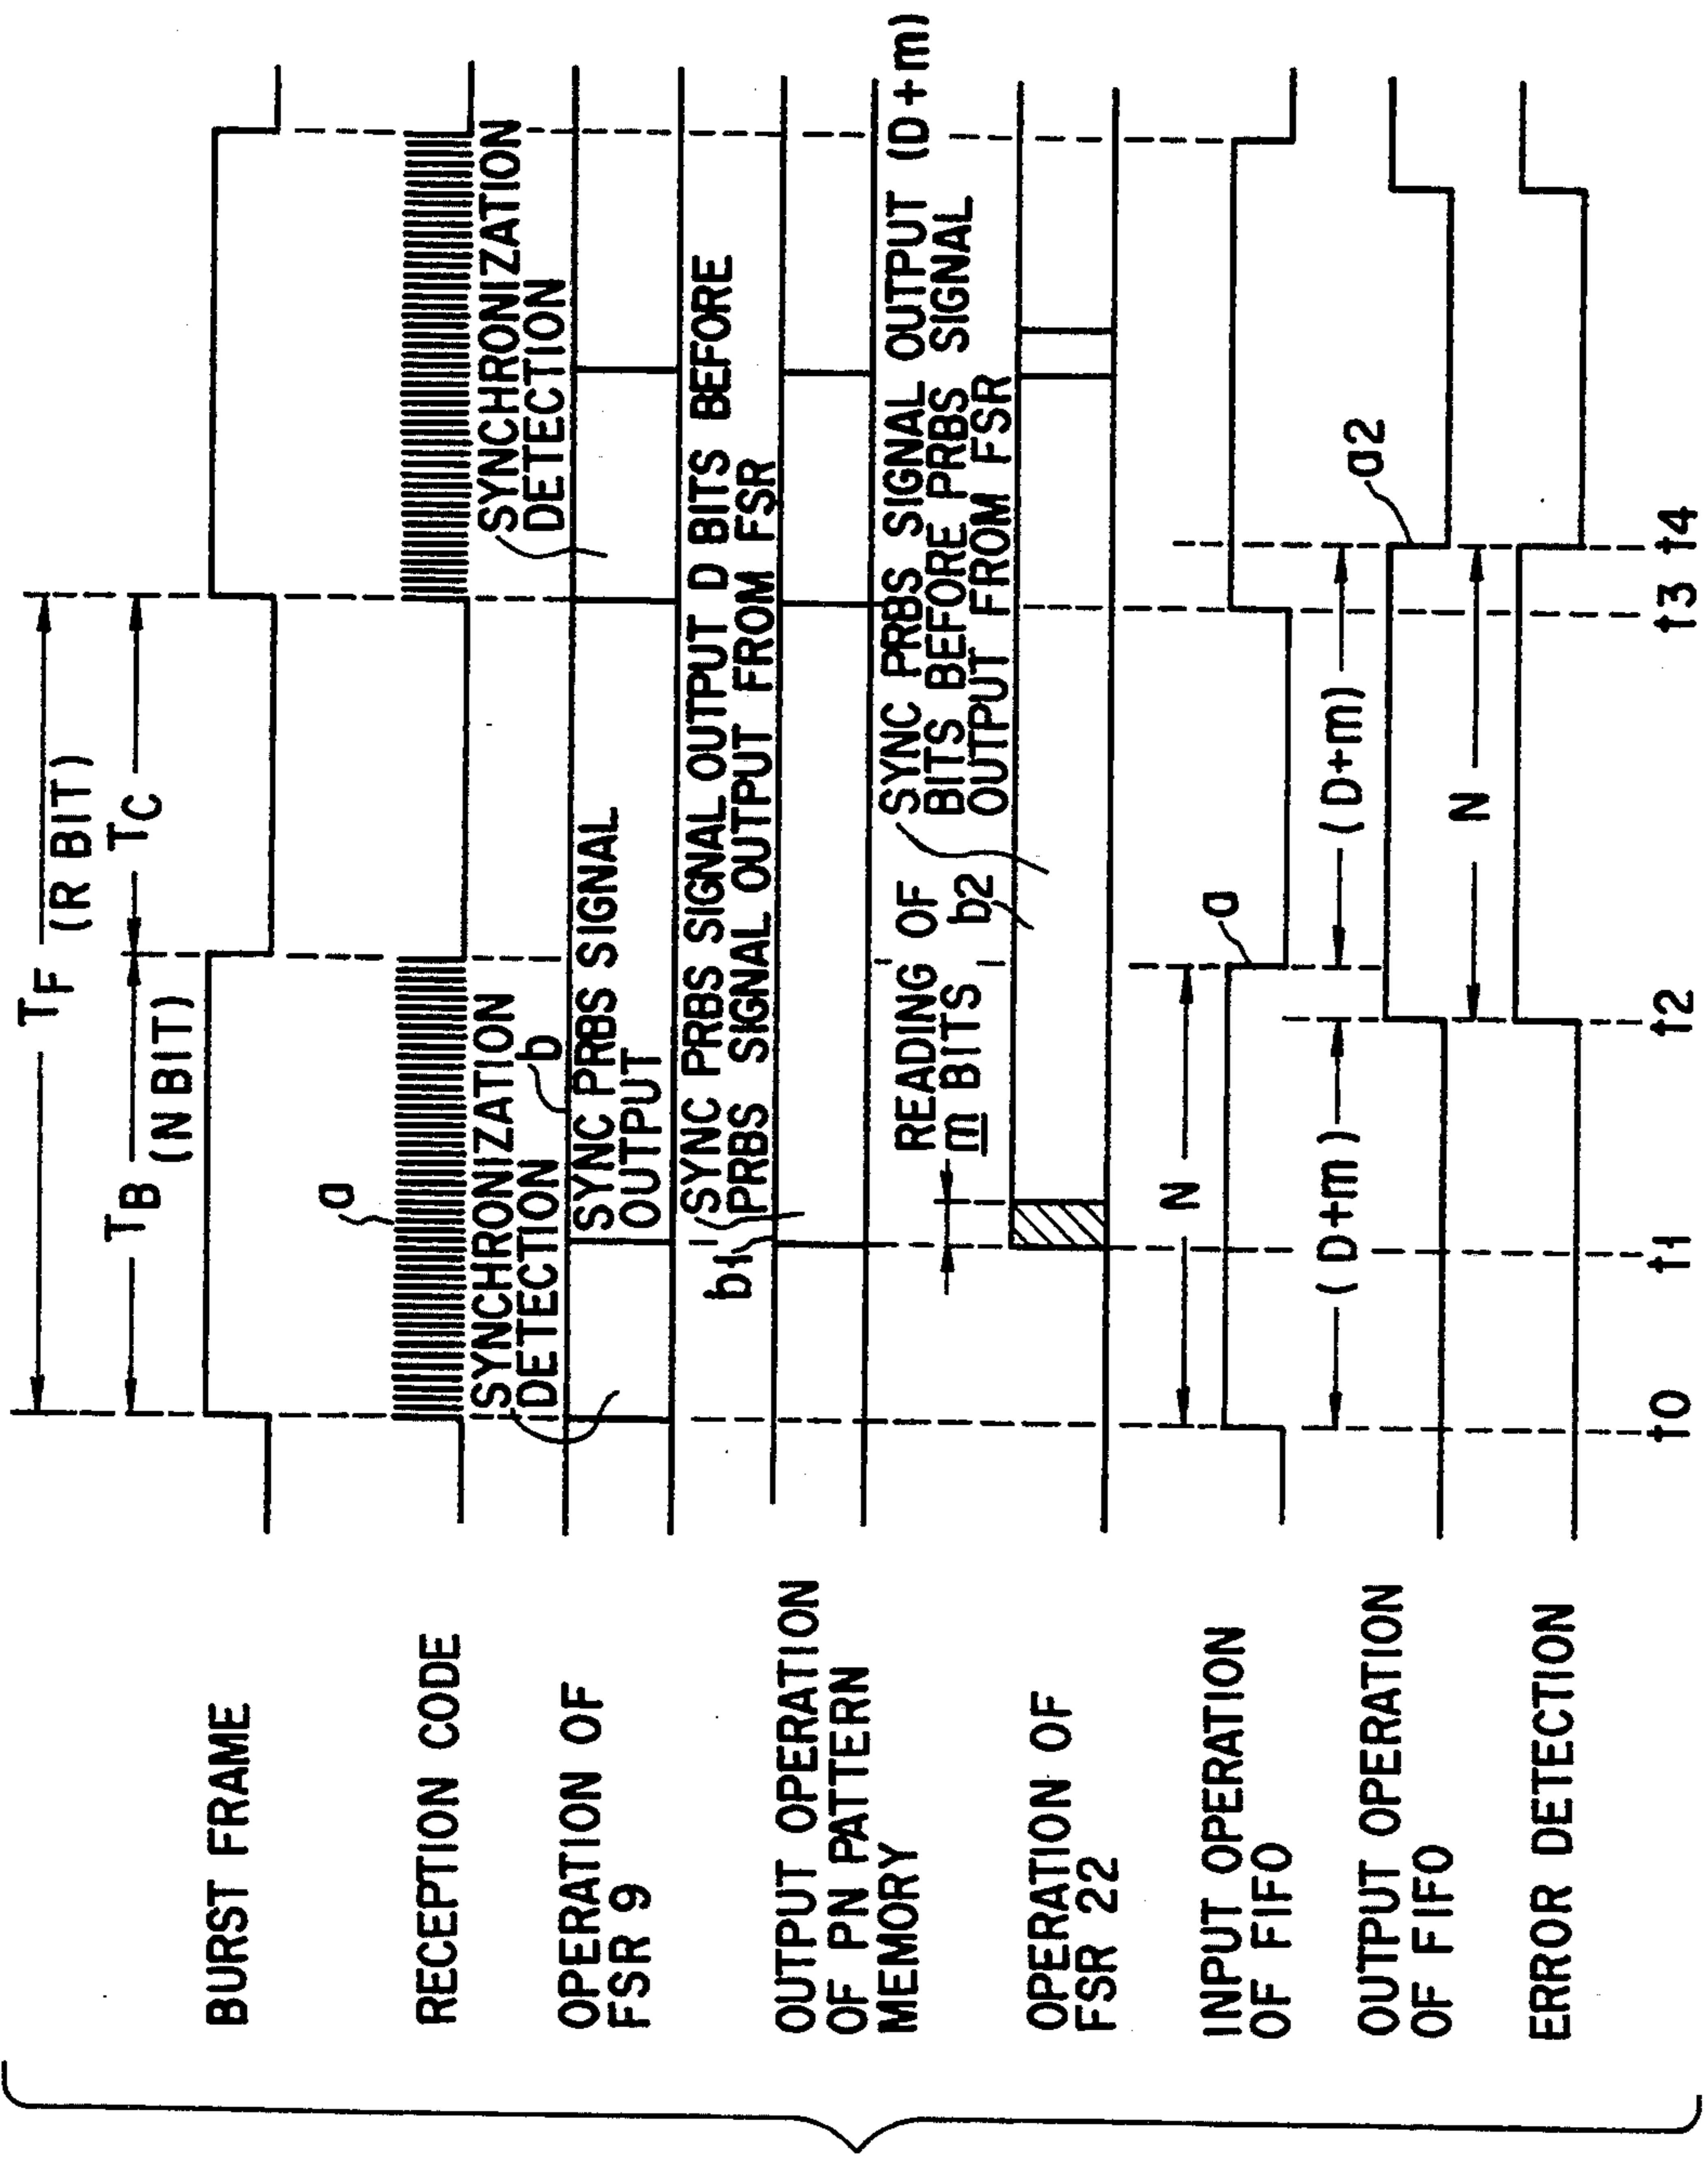 T_F
(R BIT)
T_B
(N BIT)
T_C
BURST FRAME
a
RECEPTION CODE
SYNCHRONIZATION
DETECTION
b
SYNCHRONIZATION
DETECTION
OPERATION OF
FSR 9
SYNC PRBS SIGNAL
OUTPUT
b1
SYNC PRBS SIGNAL OUTPUT D BITS BEFORE
PRBS SIGNAL OUTPUT FROM FSR
OUTPUT OPERATION
OF PN PATTERN
MEMORY
READING OF
m BITS
b2
SYNC PRBS SIGNAL OUTPUT (D+m)
BITS BEFORE PRBS SIGNAL
OUTPUT FROM FSR
OPERATION OF
FSR 22
N
a
INPUT OPERATION
OF FIFO
(D+m)
(D+m)
a2
OUTPUT OPERATION
OF FIFO
N
ERROR DETECTION
t0
t1
t2
t3
t4